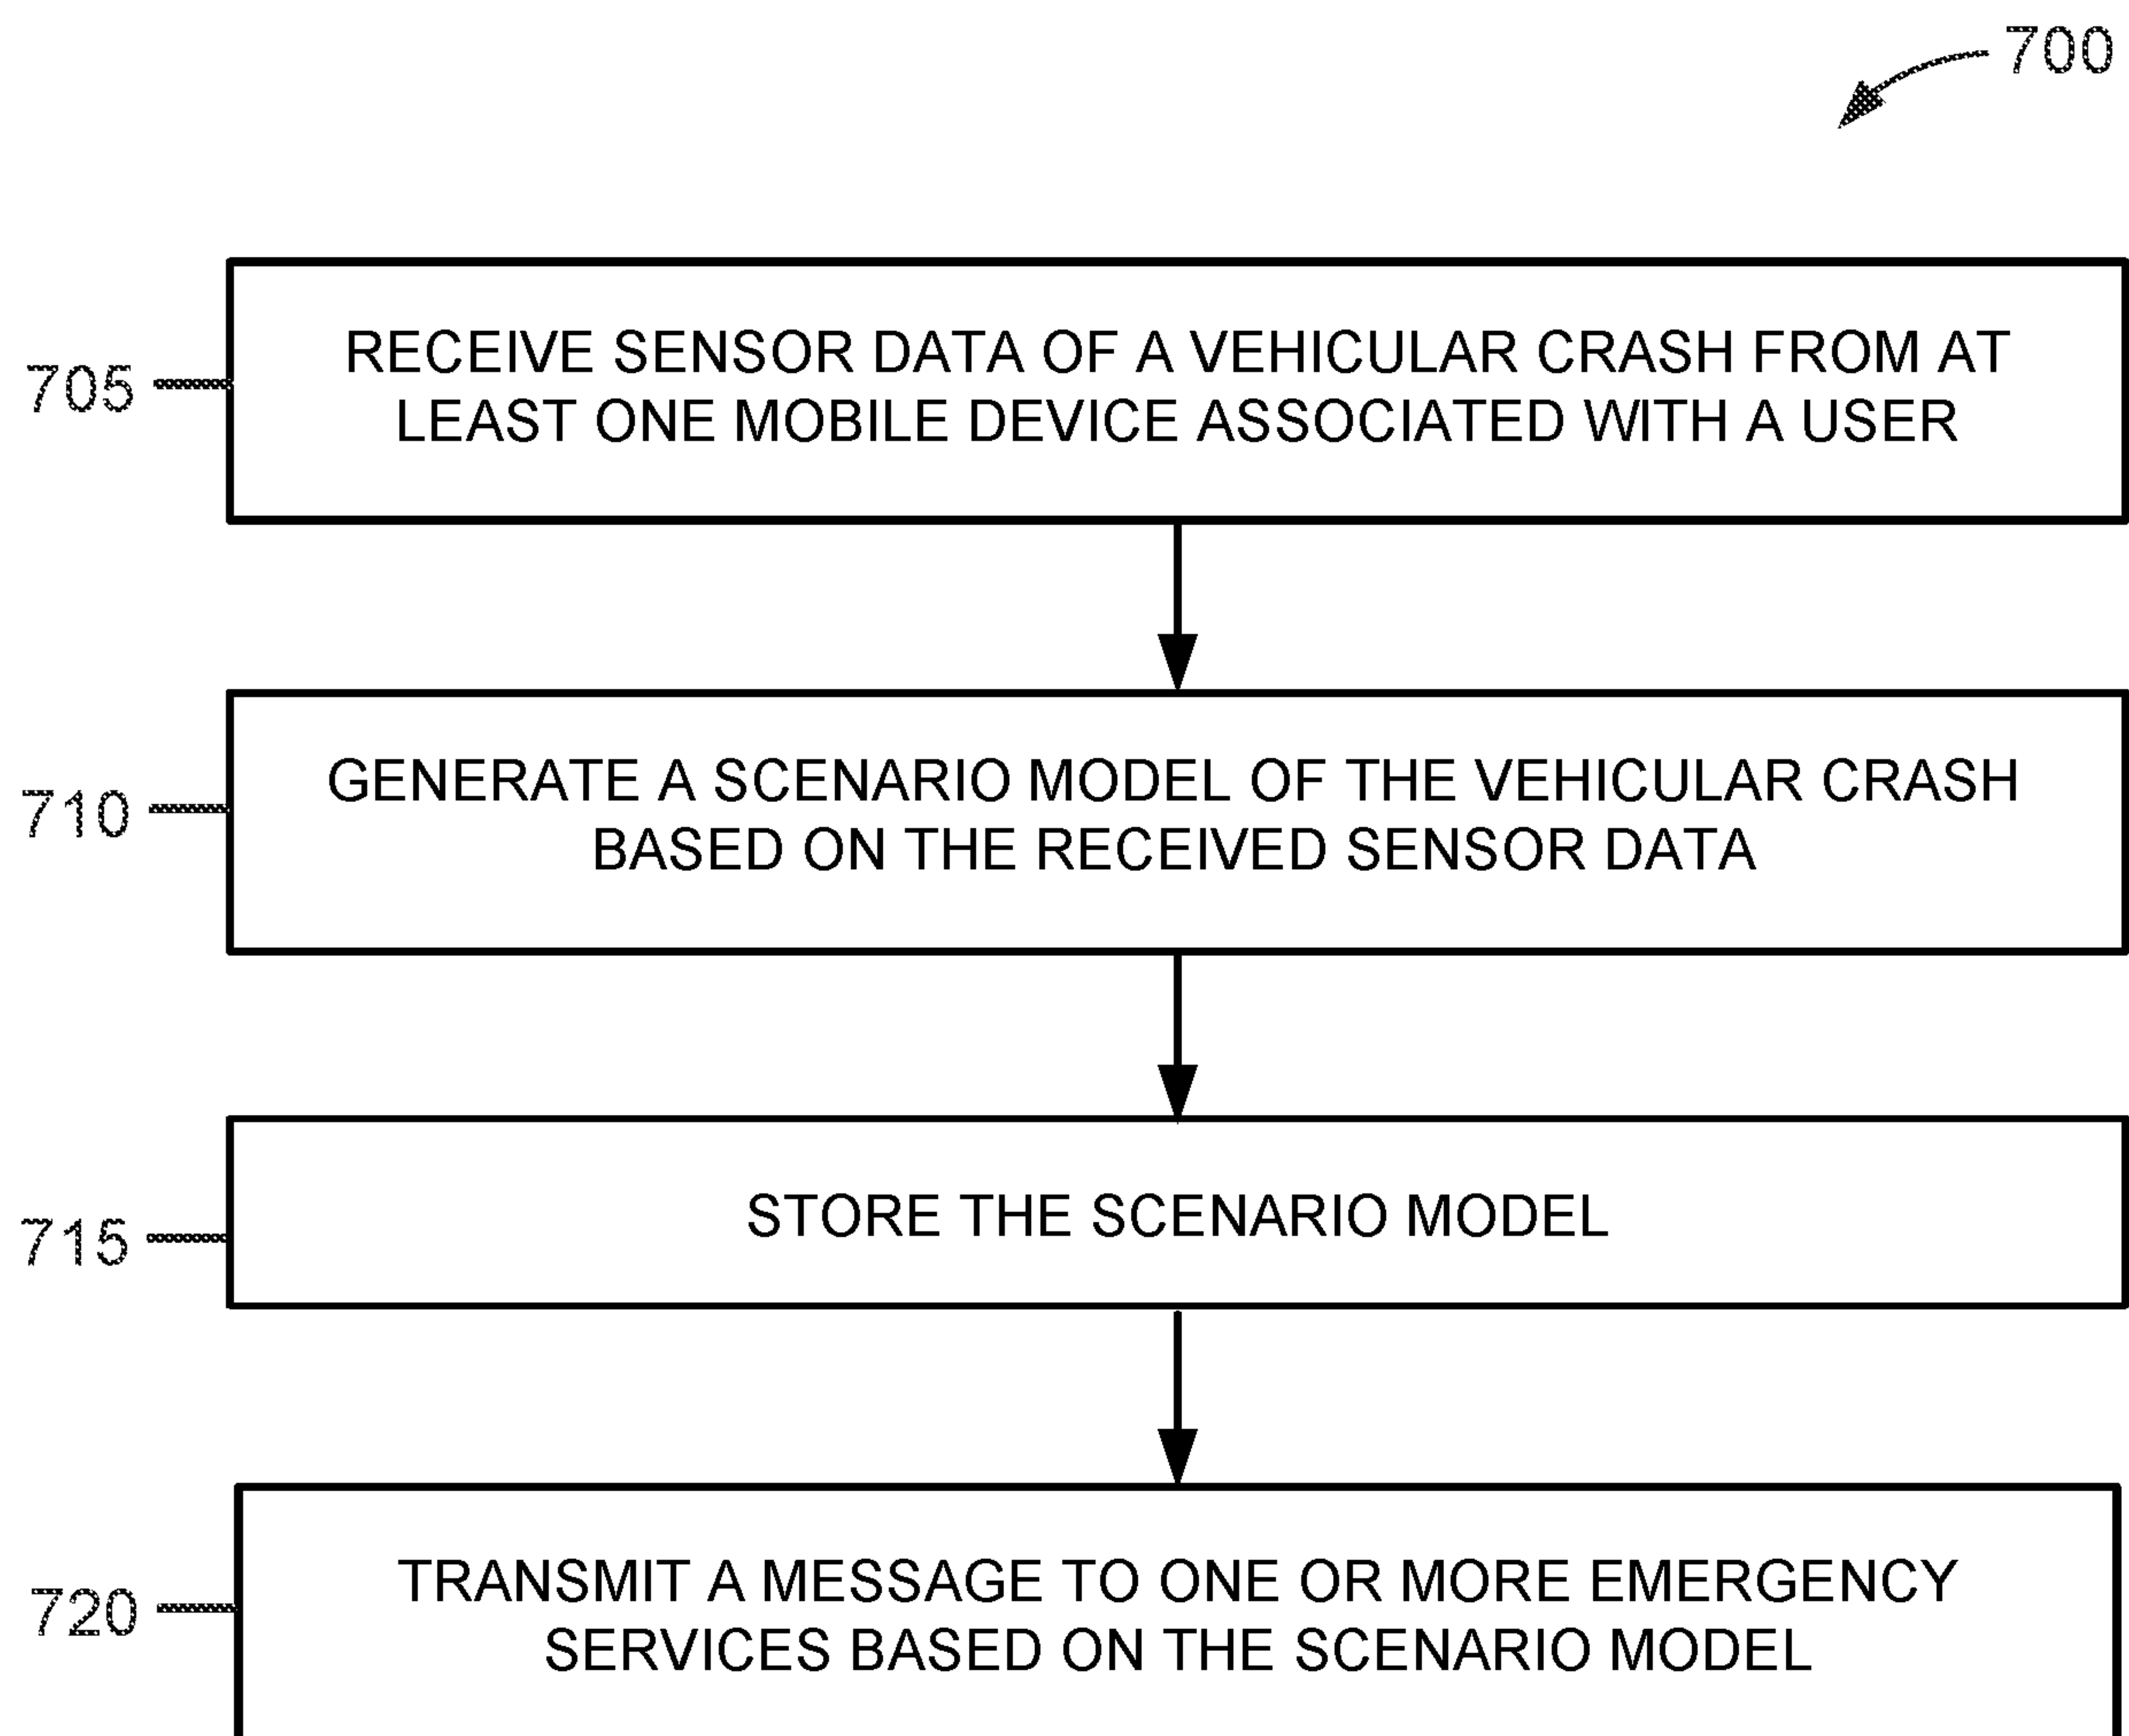 700
705
RECEIVE SENSOR DATA OF A VEHICULAR CRASH FROM AT
LEAST ONE MOBILE DEVICE ASSOCIATED WITH A USER
710
GENERATE A SCENARIO MODEL OF THE VEHICULAR CRASH
BASED ON THE RECEIVED SENSOR DATA
715
STORE THE SCENARIO MODEL
720
TRANSMIT A MESSAGE TO ONE OR MORE EMERGENCY
SERVICES BASED ON THE SCENARIO MODEL